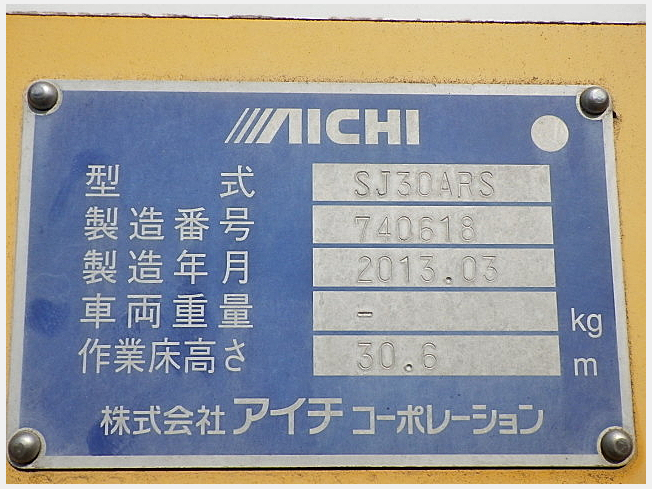 AICHI
型式 SJ30ARS
製造番号 740618
製造年月 2013.03
車両重量 - kg
作業床高さ 30.6 m
株式会社 アイチ コーポレーション